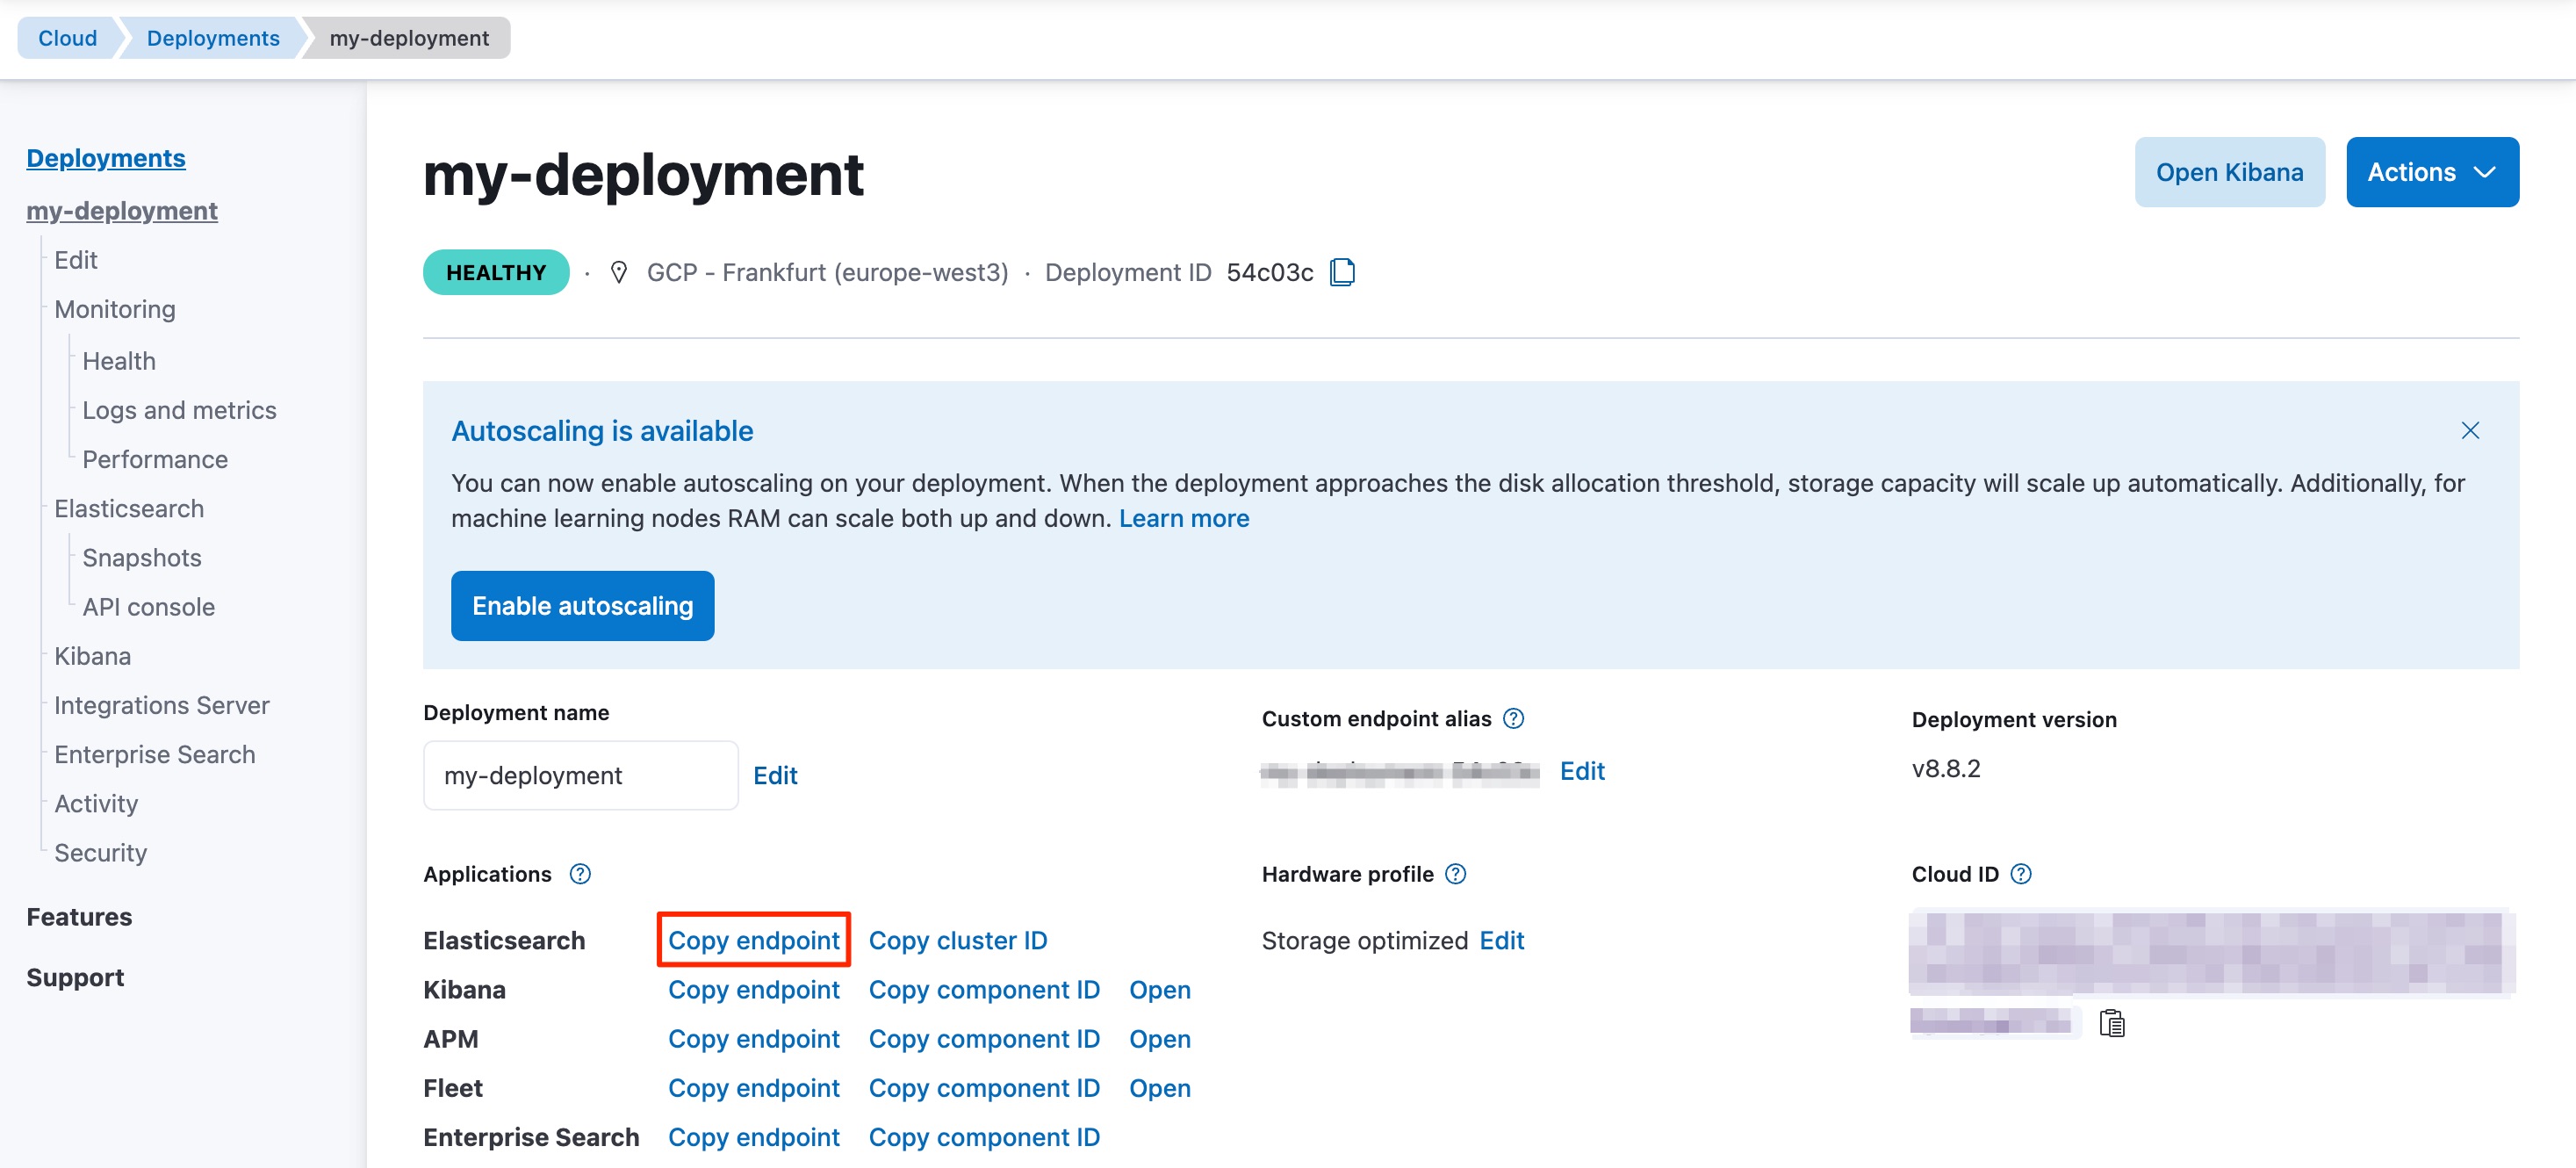 Cloud
Deployments
my-deployment
Deployments
my-deployment
Edit
Monitoring
Health
Logs and metrics
Performance
Elasticsearch
Snapshots
API console
Kibana
Integrations Server
Enterprise Search
Activity
Security
Features
Support
my-deployment
Open Kibana
Actions
HEALTHY · GCP - Frankfurt (europe-west3) · Deployment ID 54c03c
Autoscaling is available
You can now enable autoscaling on your deployment. When the deployment approaches the disk allocation threshold, storage capacity will scale up automatically. Additionally, for
machine learning nodes RAM can scale both up and down. Learn more
Enable autoscaling
Deployment name
my-deployment Edit
Custom endpoint alias
Edit
Deployment version
v8.8.2
Applications
Elasticsearch Copy endpoint Copy cluster ID
Kibana Copy endpoint Copy component ID Open
APM Copy endpoint Copy component ID Open
Fleet Copy endpoint Copy component ID Open
Enterprise Search Copy endpoint Copy component ID
Hardware profile
Storage optimized Edit
Cloud ID